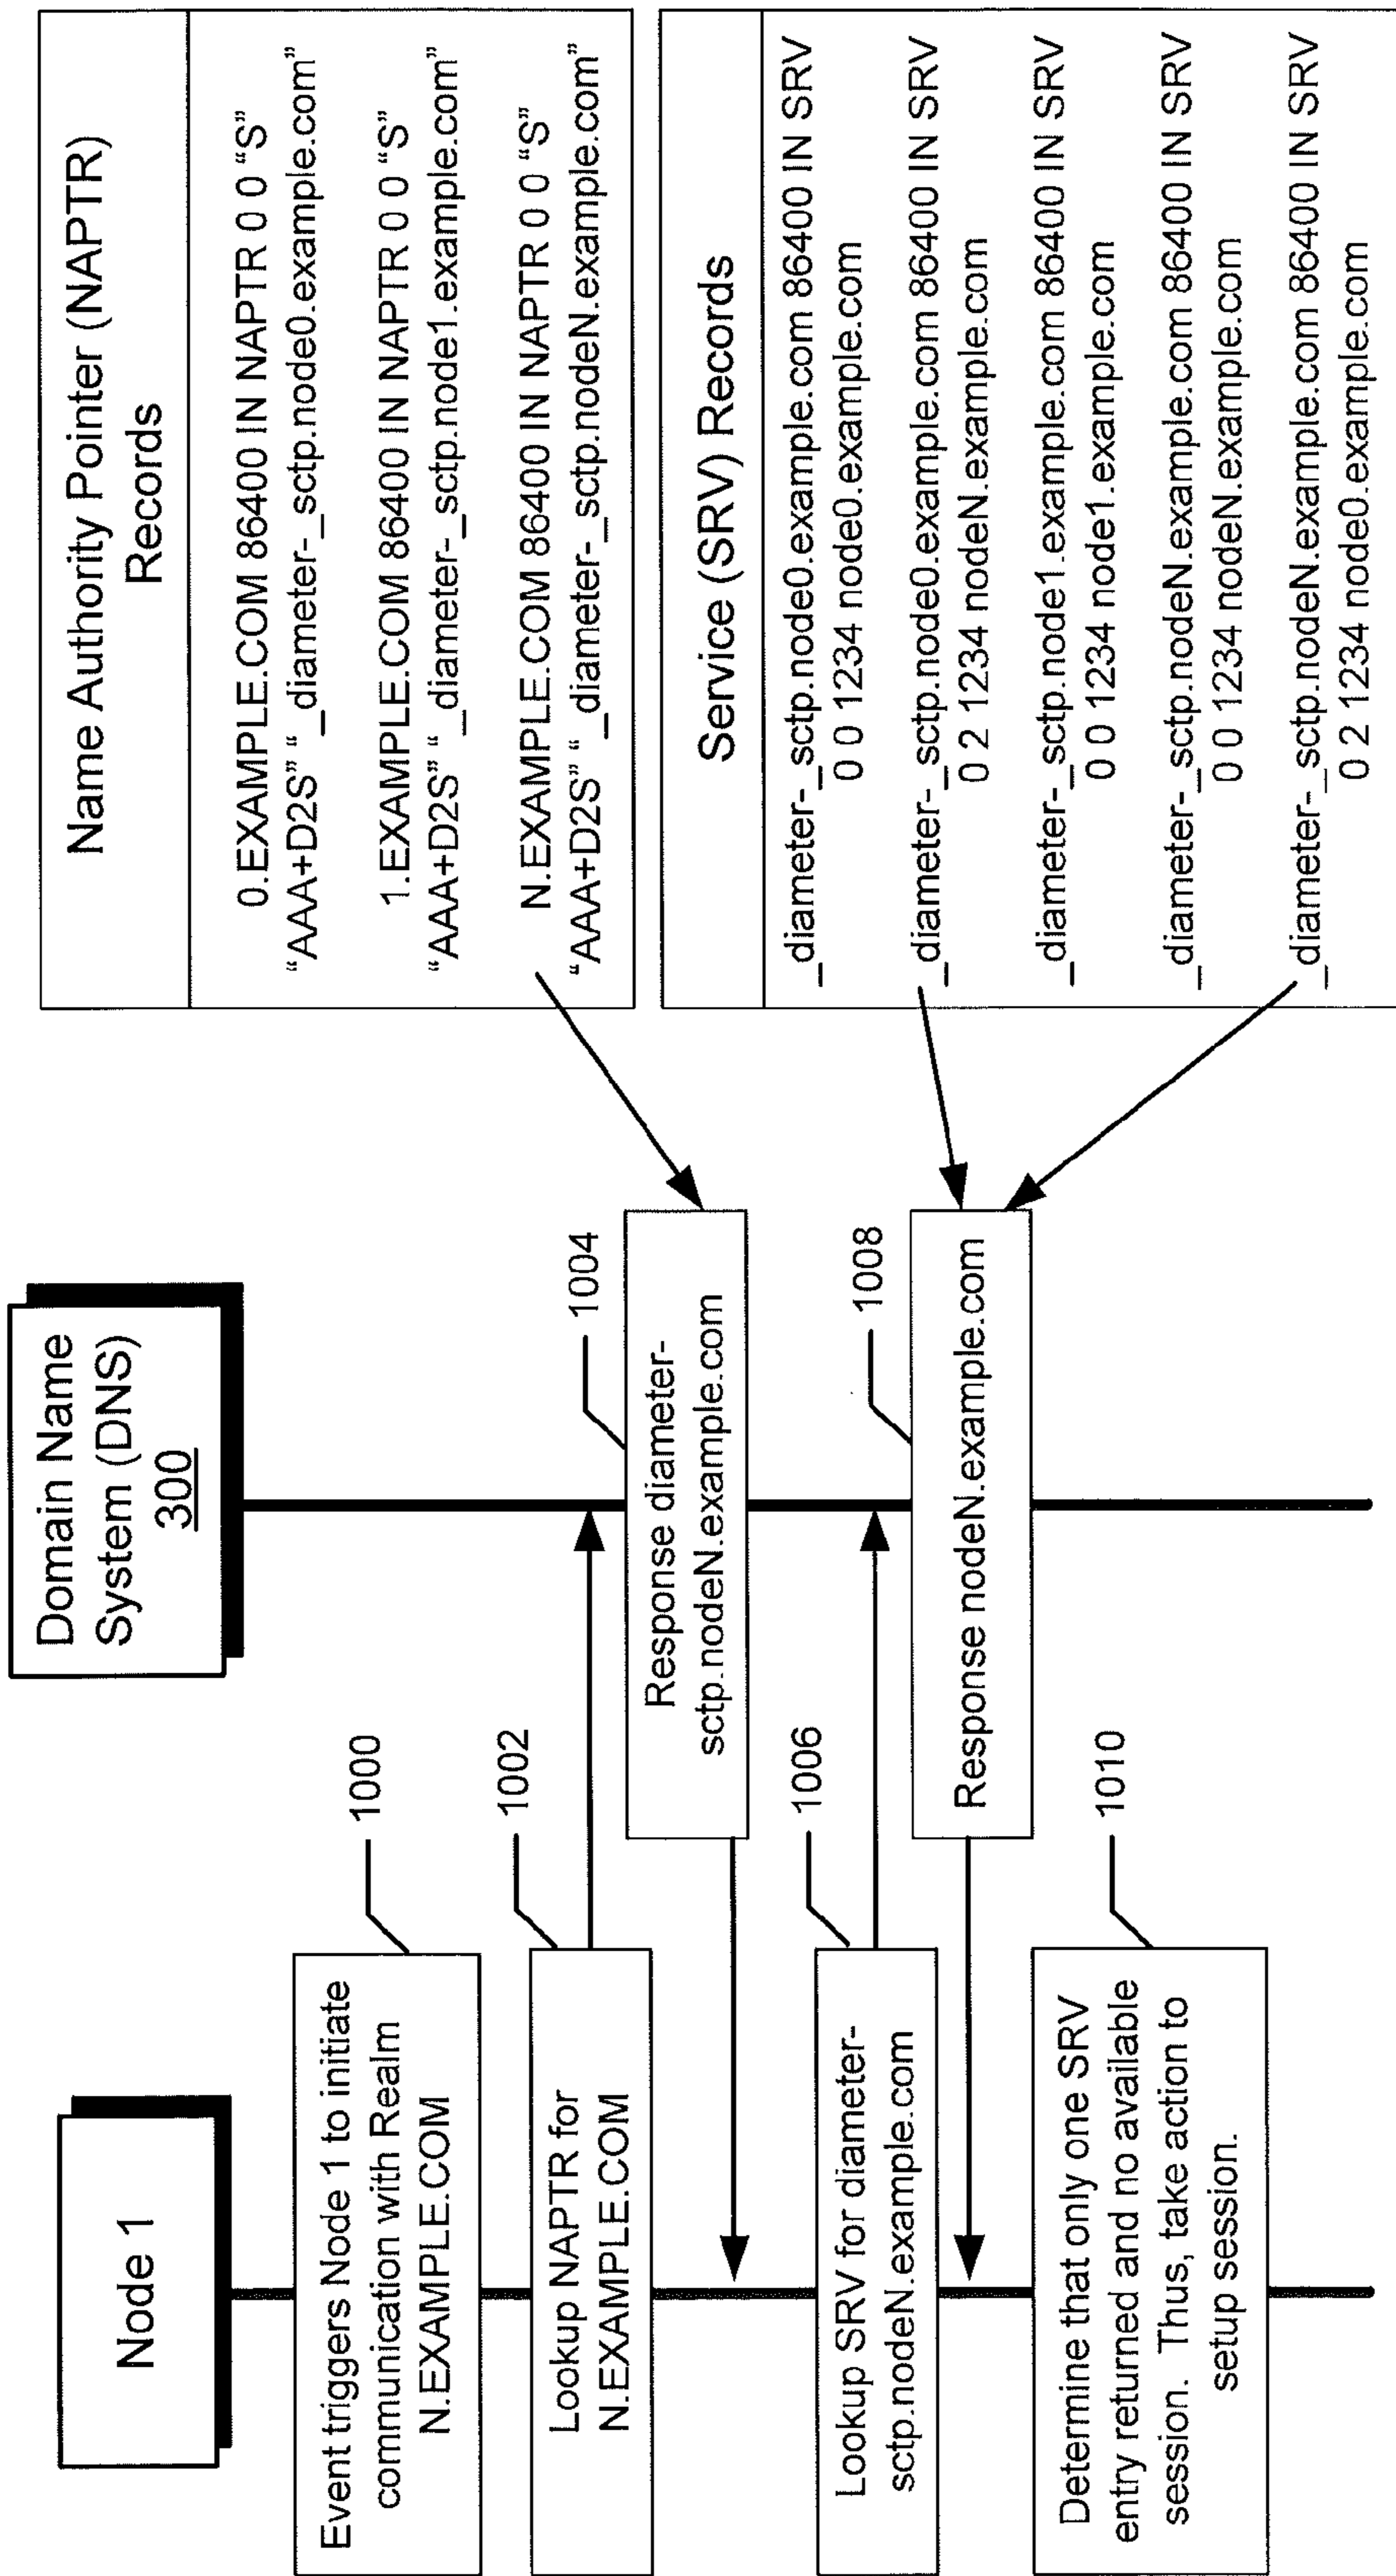 Node 1
Domain Name
System (DNS)
300
Event triggers Node 1 to initiate
communication with Realm
N.EXAMPLE.COM
1000
Lookup NAPTR for
N.EXAMPLE.COM
1002
Response diameter-
sctp.nodeN.example.com
1004
Lookup SRV for diameter-
sctp.nodeN.example.com
1006
Response nodeN.example.com
1008
Determine that only one SRV
entry returned and no available
session. Thus, take action to
setup session.
1010
Name Authority Pointer (NAPTR)
Records
0.EXAMPLE.COM 86400 IN NAPTR 0 0 “S”
“AAA+D2S” “_diameter-_sctp.node0.example.com”
1.EXAMPLE.COM 86400 IN NAPTR 0 0 “S”
“AAA+D2S” “_diameter-_sctp.node1.example.com”
N.EXAMPLE.COM 86400 IN NAPTR 0 0 “S”
“AAA+D2S” “_diameter-_sctp.nodeN.example.com”
Service (SRV) Records
_diameter-_sctp.node0.example.com 86400 IN SRV
0 0 1234 node0.example.com
_diameter-_sctp.node0.example.com 86400 IN SRV
0 2 1234 nodeN.example.com
_diameter-_sctp.node1.example.com 86400 IN SRV
0 0 1234 node1.example.com
_diameter-_sctp.nodeN.example.com 86400 IN SRV
0 0 1234 nodeN.example.com
_diameter-_sctp.nodeN.example.com 86400 IN SRV
0 2 1234 node0.example.com